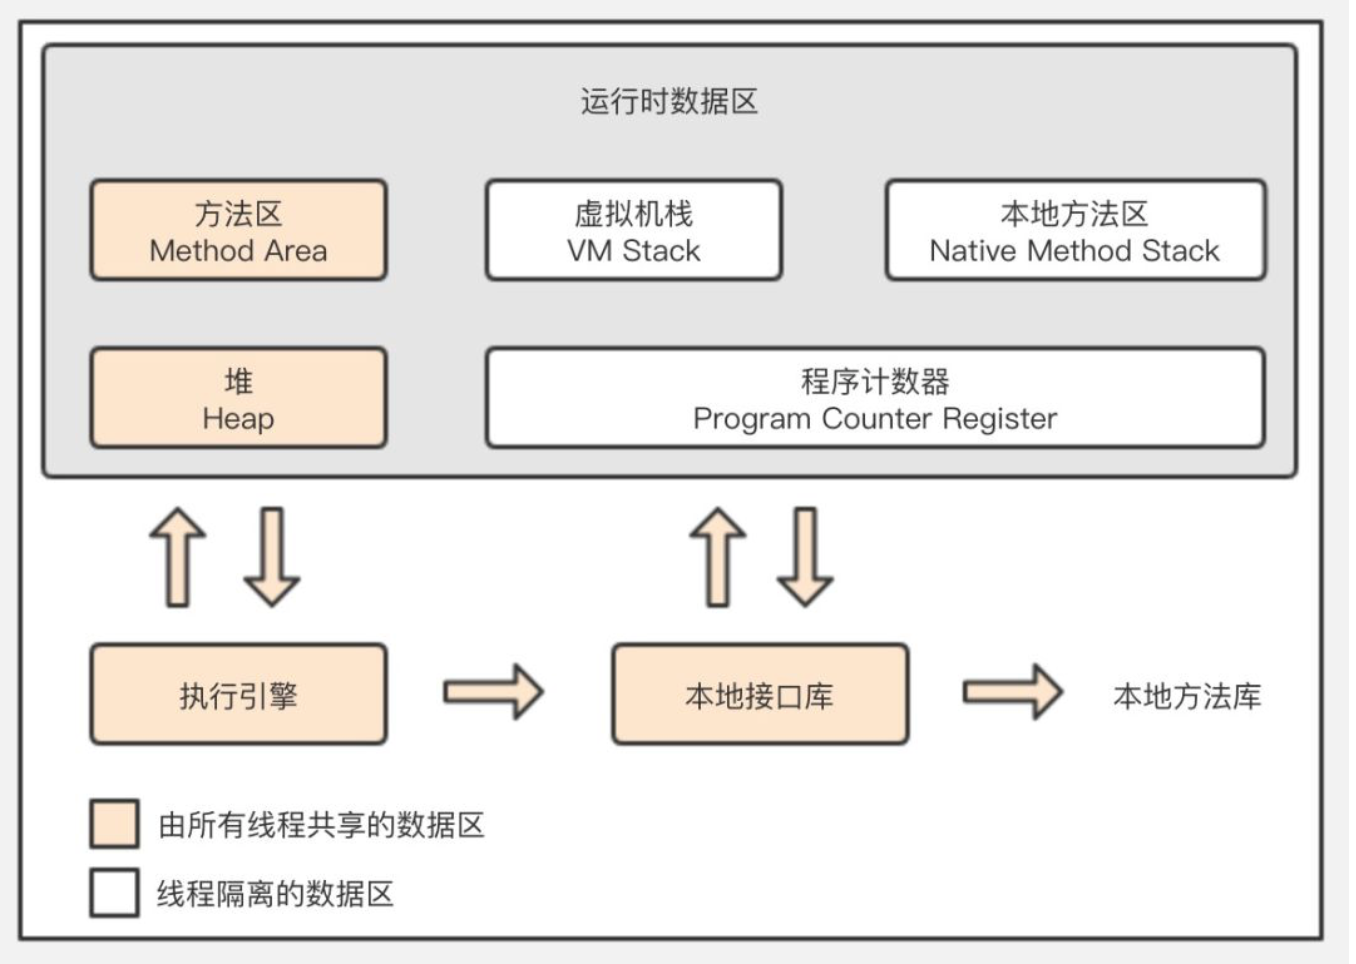 运行时数据区
方法区
Method Area
虚拟机栈
VM Stack
本地方法区
Native Method Stack
堆
Heap
程序计数器
Program Counter Register
执行引擎
本地接口库
本地方法库
由所有线程共享的数据区
线程隔离的数据区